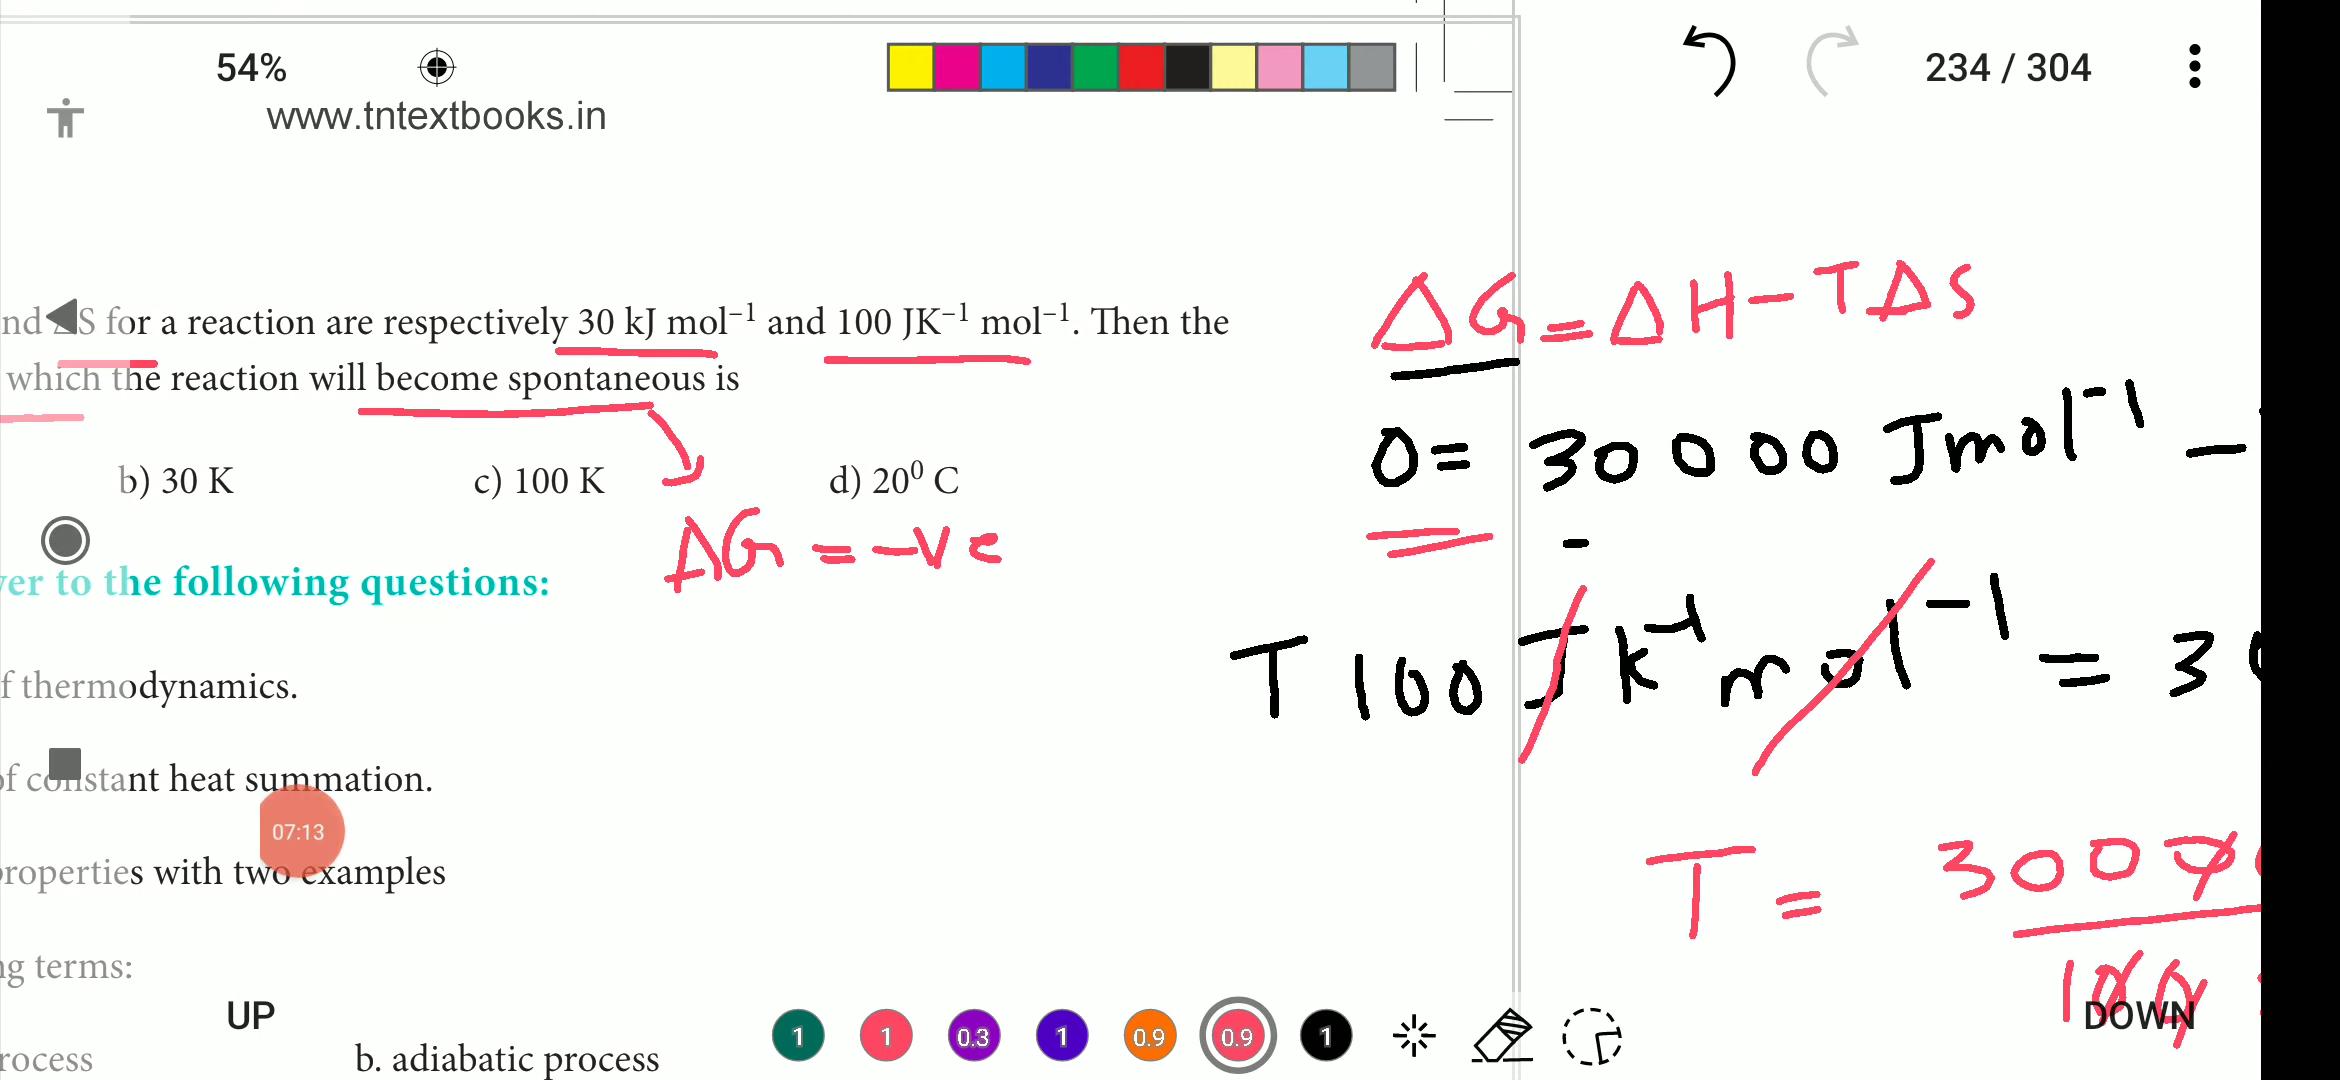 54%
234 / 304
www.tntextbooks.in
nd ΔS for a reaction are respectively 30 kJ mol⁻¹ and 100 JK⁻¹ mol⁻¹. Then the
which the reaction will become spontaneous is
b) 30 K c) 100 K d) 20⁰ C
ΔG = -ve
er to the following questions:
f thermodynamics.
of constant heat summation.
07:13
properties with two examples
ng terms:
UP
rocess b. adiabatic process
ΔG = ΔH - TΔS
0 = 30000 Jmol⁻¹ -
-
T 100 J k⁻¹ mol⁻¹ = 30
T = 3000
100
DOWN
1 1 0.3 1 0.9 0.9 1